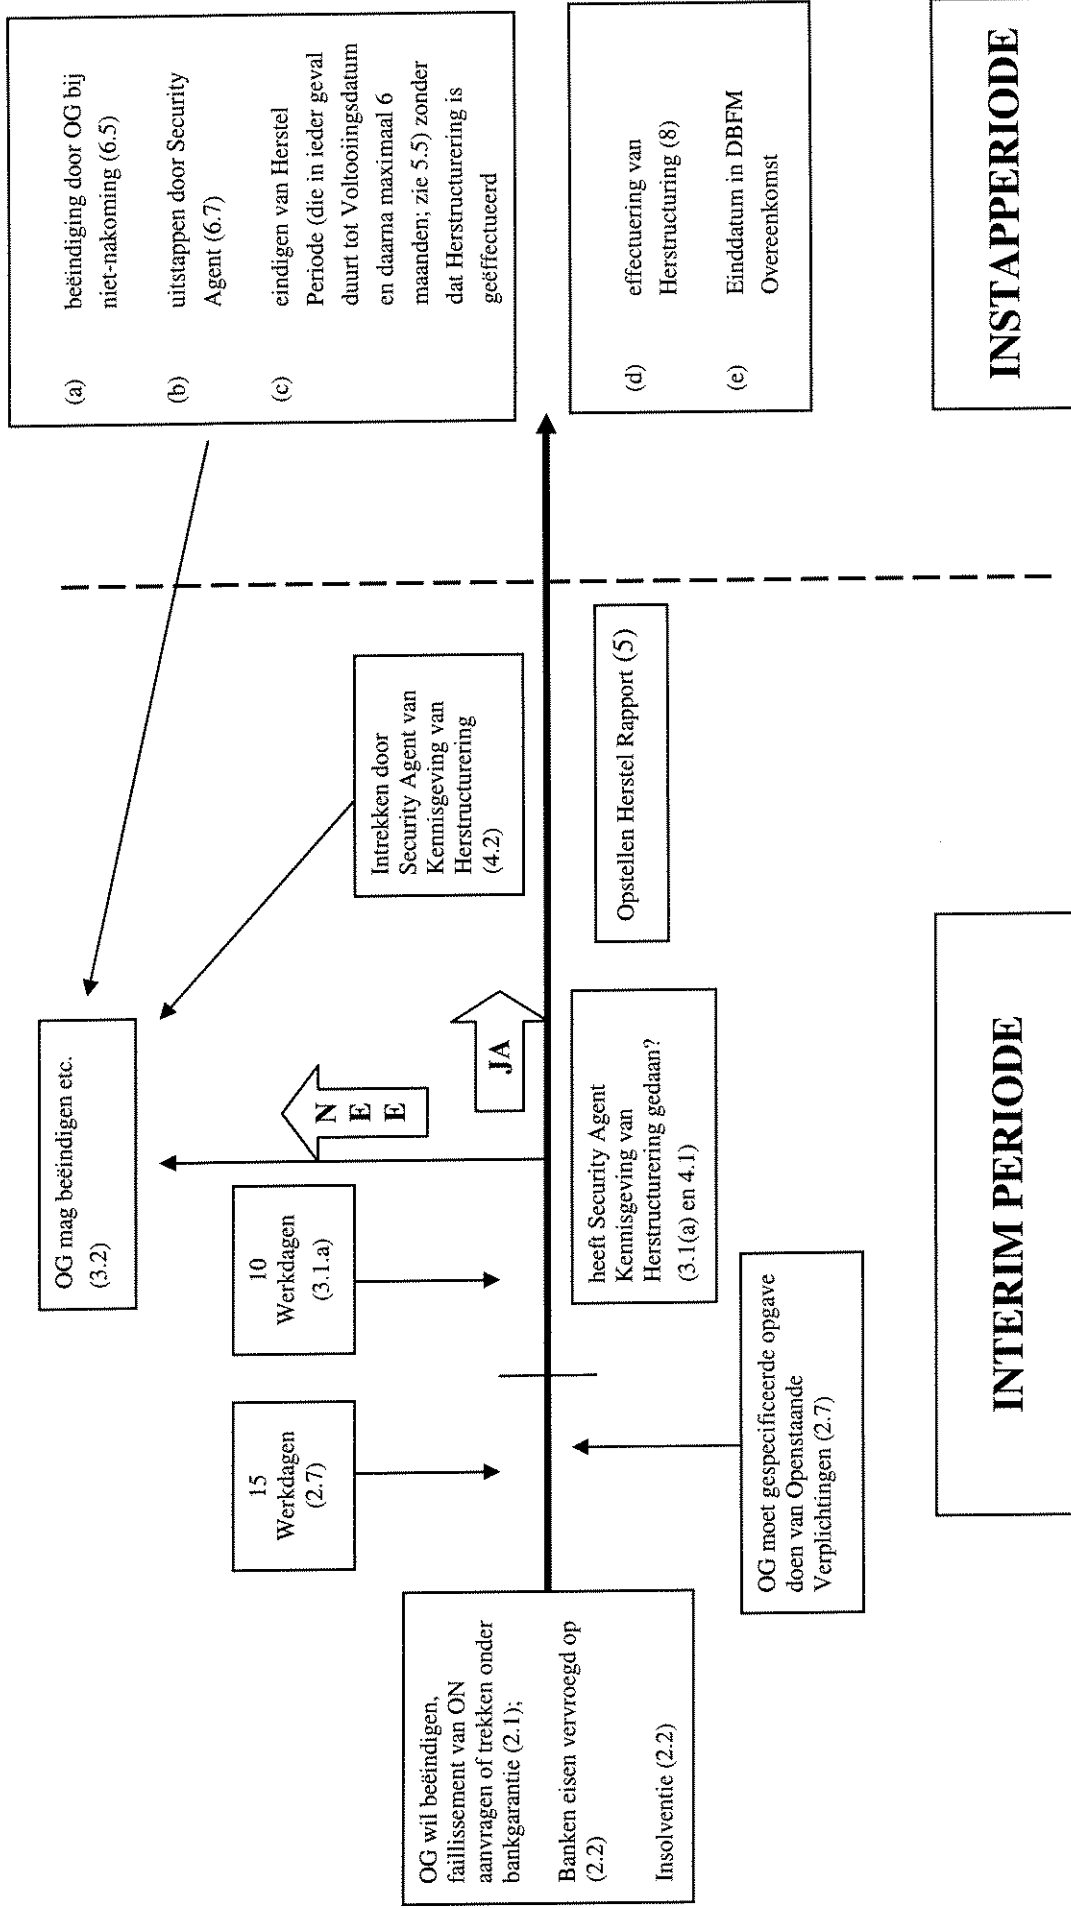 OG wil beëindigen,
faillissement van ON
aanvragen of trekken onder
bankgarantie (2.1);
Banken eisen vervroegd op
(2.2)
Insolventie (2.2)
15
Werkdagen
(2.7)
OG moet gespecificeerde opgave
doen van Openstaande
Verplichtingen (2.7)
10
Werkdagen
(3.1.a)
heeft Security Agent
Kennisgeving van
Herstructurering gedaan?
(3.1(a) en 4.1)
OG mag beëindigen etc.
(3.2)
N
E
E
JA
Intrekken door
Security Agent van
Kennisgeving van
Herstructurering
(4.2)
Opstellen Herstel Rapport (5)
INTERIM PERIODE
(a) beëindiging door OG bij
niet-nakoming (6.5)
(b) uitstappen door Security
Agent (6.7)
(c) eindigen van Herstel
Periode (die in ieder geval
duurt tot Voltooiingsdatum
en daarna maximaal 6
maanden; zie 5.5) zonder
dat Herstructurering is
geëffectueerd
(d) effectuering van
Herstructuring (8)
(e) Einddatum in DBFM
Overeenkomst
INSTAPPERIODE